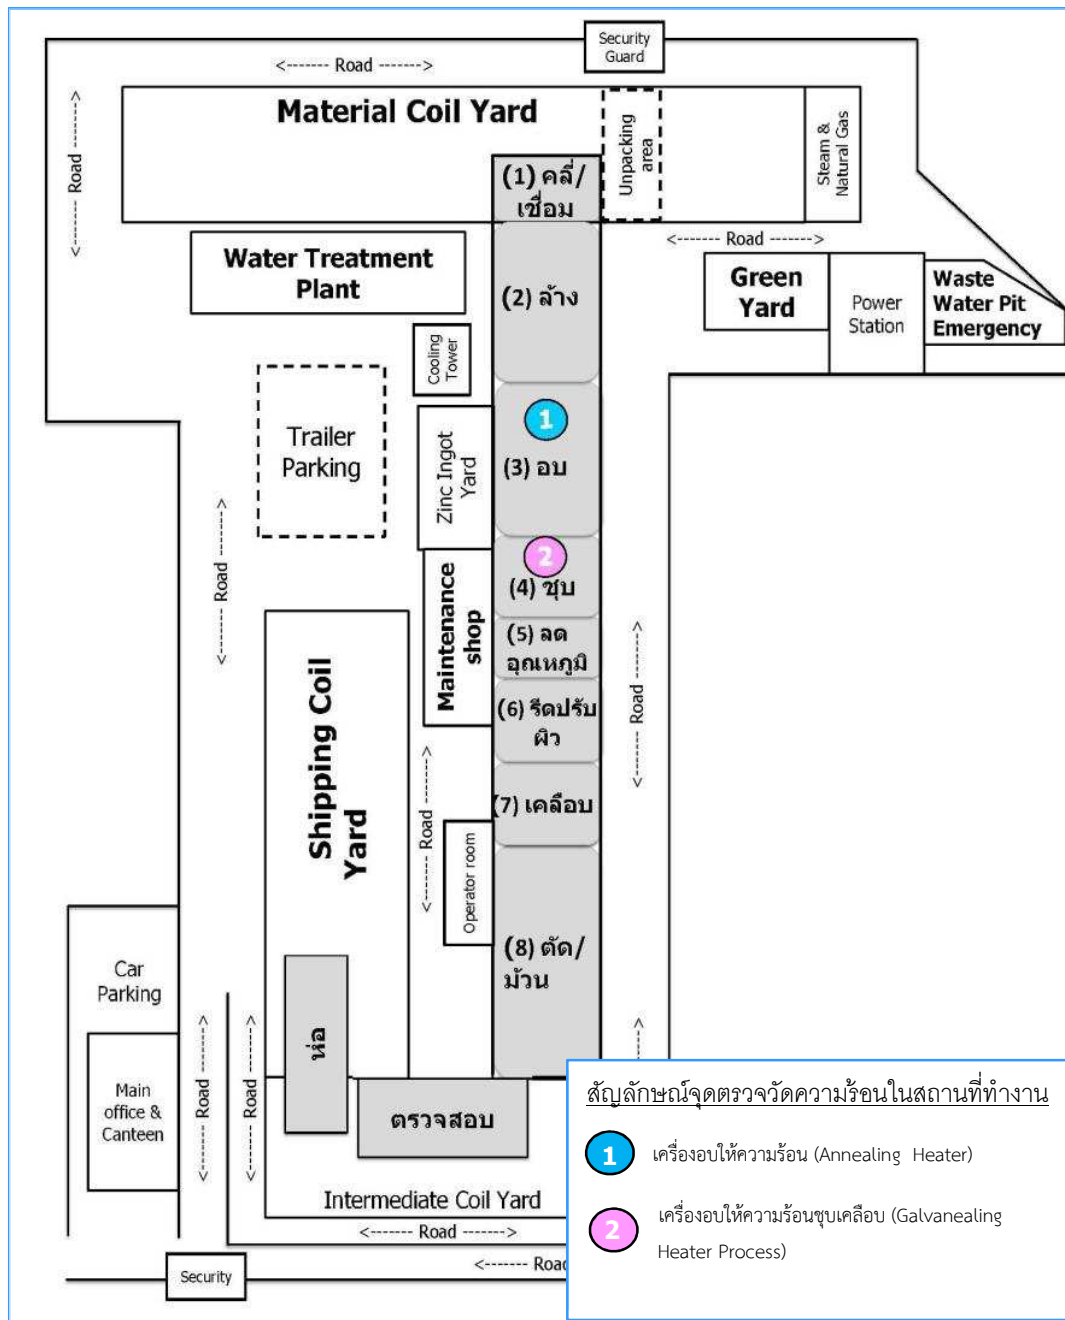 Security
Guard
<------- Road ------->
Material Coil Yard
<------- Road ------->
Unpacking
area
Steam &
Natural Gas
(1) คลี่/
เชื่อม
<------- Road ------->
Water Treatment
Plant
(2) ล้าง
Green
Yard
Power
Station
Waste
Water Pit
Emergency
Cooling
Tower
1
Trailer
Parking
Zinc Ingot
Yard
(3) อบ
<------- Road ------->
2
(4) ชุบ
Maintenance
shop
(5) ลด
อุณหภูมิ
<------- Road ------->
Shipping Coil
Yard
(6) รีดปรับ
ผิว
<------- Road ------->
(7) เคลือบ
Operator room
(8) ตัด/
ม้วน
Car
Parking
ห่อ
<------- Road ------->
<------- Road ------->
Main
office &
Canteen
ตรวจสอบ
Intermediate Coil Yard
<------- Road ------->
<------- Road
Security
สัญลักษณ์จุดตรวจวัดความร้อนในสถานที่ทำงาน
1 เครื่องอบให้ความร้อน (Annealing Heater)
2 เครื่องอบให้ความร้อนชุบเคลือบ (Galvanealing
Heater Process)